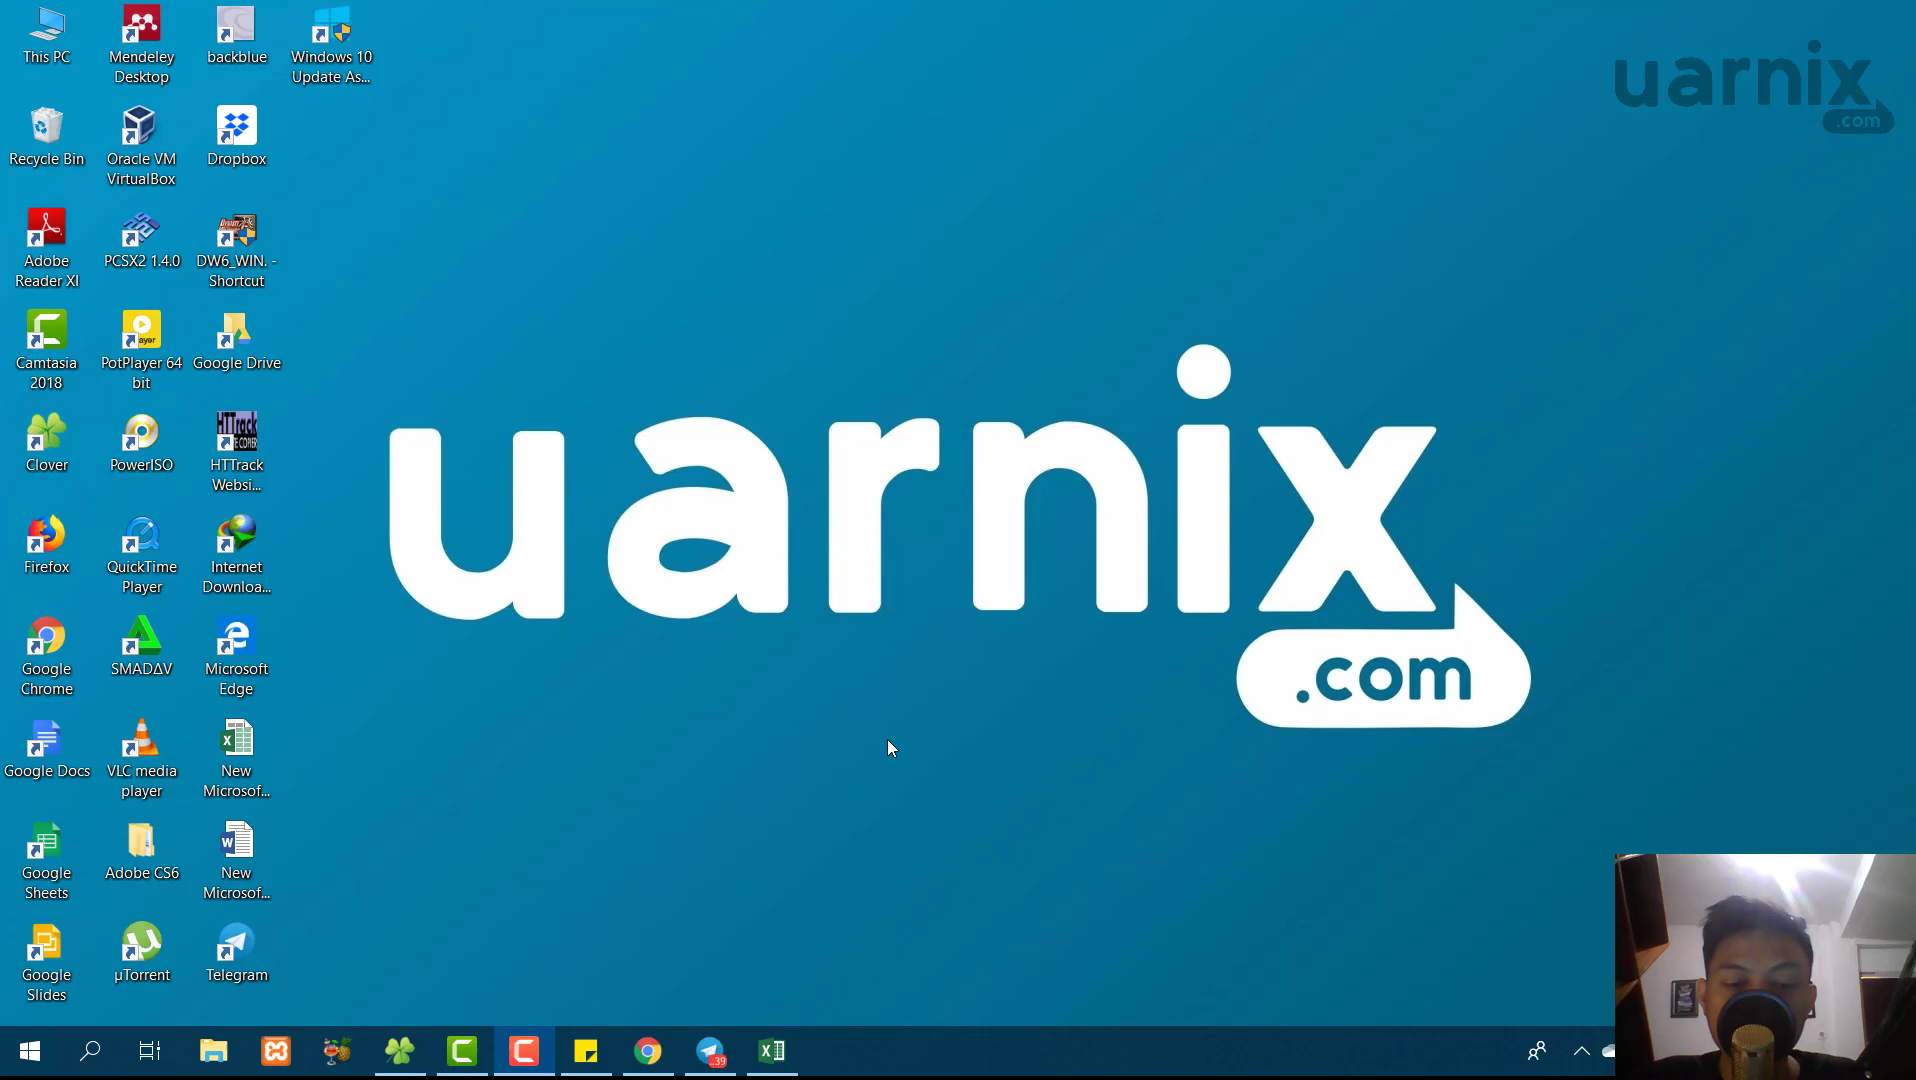 This PC
Mendeley
Desktop
backblue
Windows 10
Update As...
uarnix
.com
Recycle Bin
Oracle VM
VirtualBox
Dropbox
Adobe
Reader XI
PCSX2 1.4.0
DW6_WIN. -
Shortcut
Camtasia
2018
PotPlayer 64
bit
Google Drive
Clover
PowerISO
HTTrack
Websi...
uarnix
.com
Firefox
QuickTime
Player
Internet
Downloa...
Google
Chrome
SMADΔV
Microsoft
Edge
Google Docs
VLC media
player
New
Microsof...
Google
Sheets
Adobe CS6
New
Microsof...
Google
Slides
µTorrent
Telegram
39